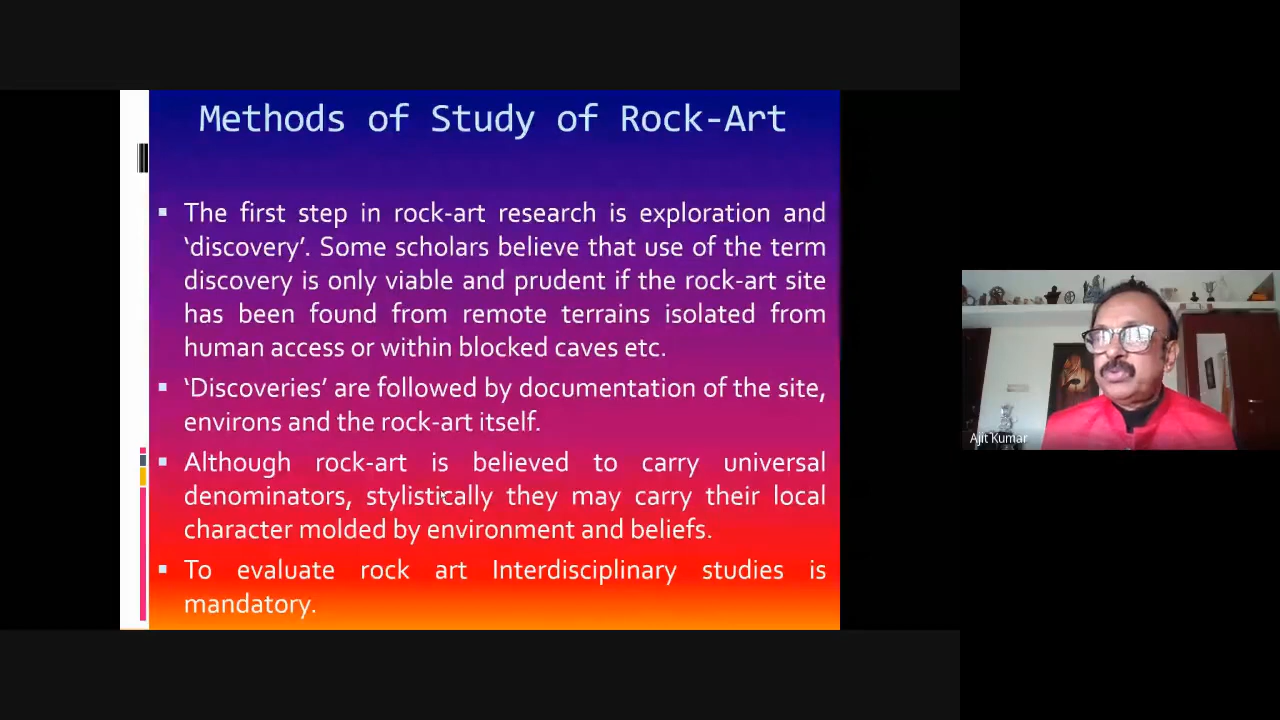 Methods of Study of Rock-Art
▪ The first step in rock-art research is exploration and
‘discovery’. Some scholars believe that use of the term
discovery is only viable and prudent if the rock-art site
has been found from remote terrains isolated from
human access or within blocked caves etc.
▪ ‘Discoveries’ are followed by documentation of the site,
environs and the rock-art itself.
▪ Although rock-art is believed to carry universal
denominators, stylistically they may carry their local
character molded by environment and beliefs.
▪ To evaluate rock art Interdisciplinary studies is
mandatory.
Ajit Kumar